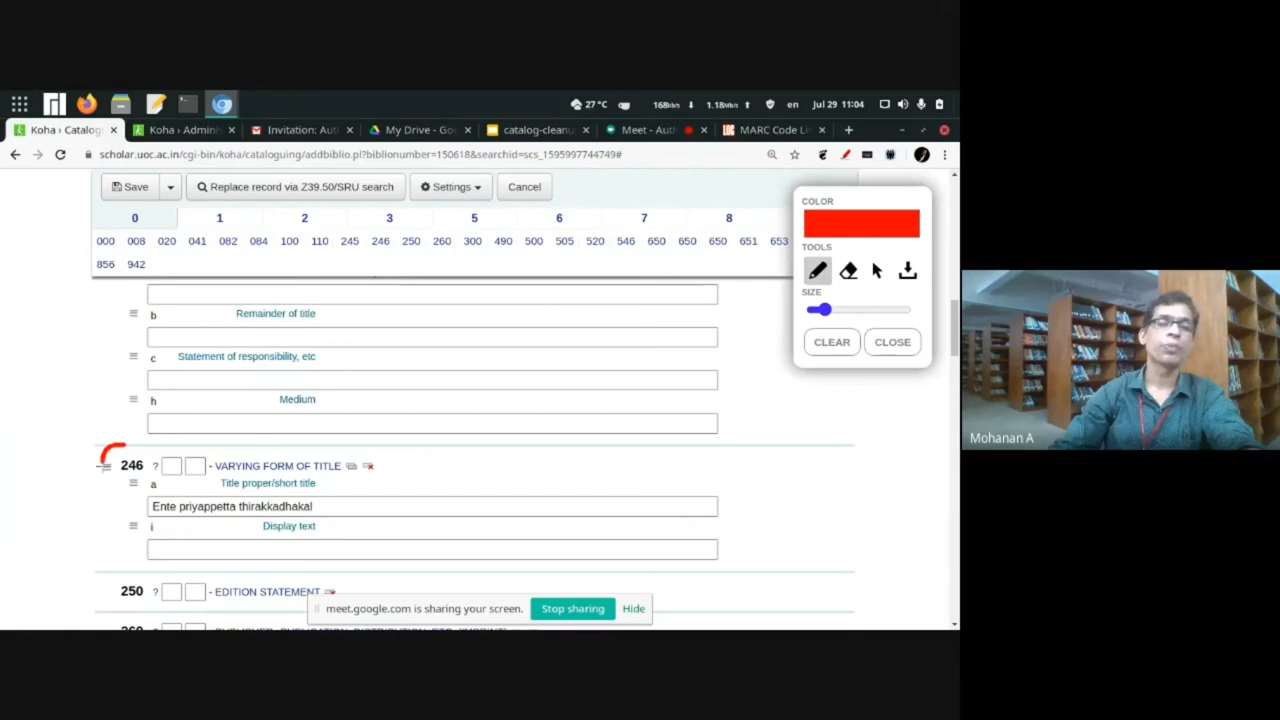 27 °C 168kb/s 1.18Mb/s en Jul 29 11:04
Koha › Catalog Koha › Admin Invitation: Aut My Drive - Go catalog-clean Meet - Aut MARC Code Li
scholar.uoc.ac.in/cgi-bin/koha/cataloguing/addbiblio.pl?biblionumber=150618&searchid=scs_1595997744749#
Save Replace record via Z39.50/SRU search Settings Cancel
0 1 2 3 4 5 6 7 8
000 008 020 041 082 084 100 110 245 246 250 260 300 490 500 505 520 546 650 650 650 651 653
856 942
COLOR
TOOLS
SIZE
CLEAR CLOSE
b Remainder of title
c Statement of responsibility, etc
h Medium
246 ? - VARYING FORM OF TITLE
a Title proper/short title
Ente priyappetta thirakkadhakal
i Display text
250 ? - EDITION STATEMENT
meet.google.com is sharing your screen. Stop sharing Hide
Mohanan A